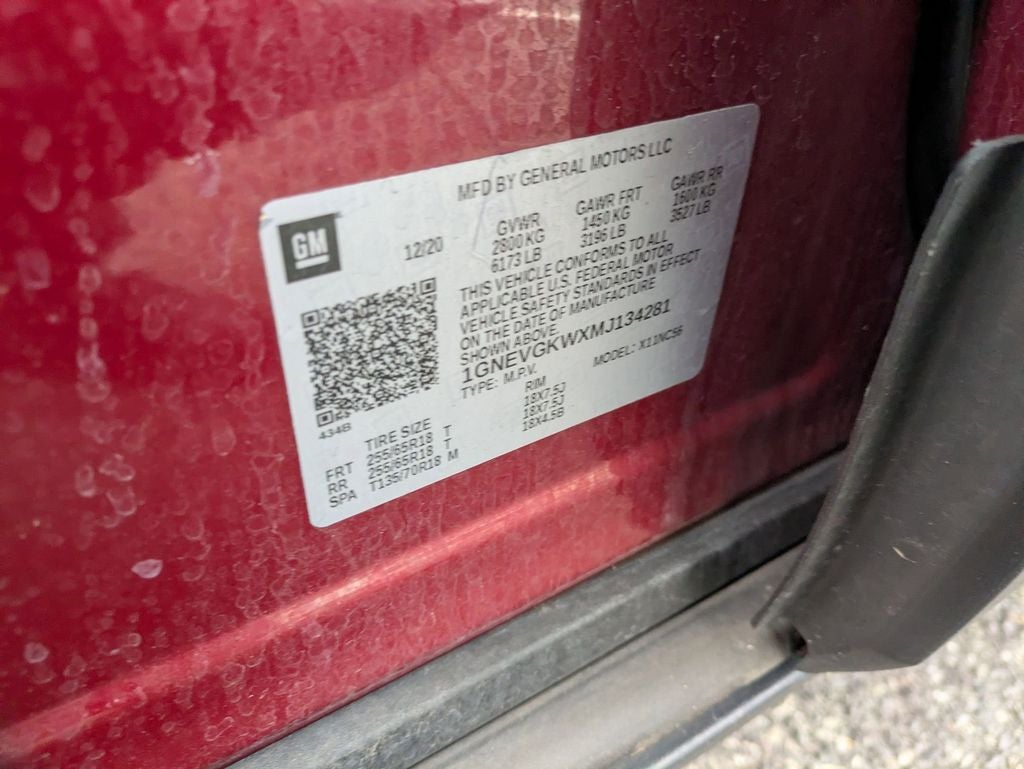 MFD BY GENERAL MOTORS LLC
GM
12/20
GVWR GAWR FRT GAWR RR
2800 KG 1450 KG 1600 KG
6173 LB 3196 LB 3527 LB
THIS VEHICLE CONFORMS TO ALL
APPLICABLE U.S. FEDERAL MOTOR
VEHICLE SAFETY STANDARDS IN EFFECT
ON THE DATE OF MANUFACTURE
SHOWN ABOVE.
1GNEVGKWXMJ134281
TYPE: M.P.V. MODEL: X11NC56
434B
TIRE SIZE RIM
FRT 255/65R18 T 18X7.5J
RR 255/65R18 T 18X7.5J
SPA T135/70R18 M 18X4.5B